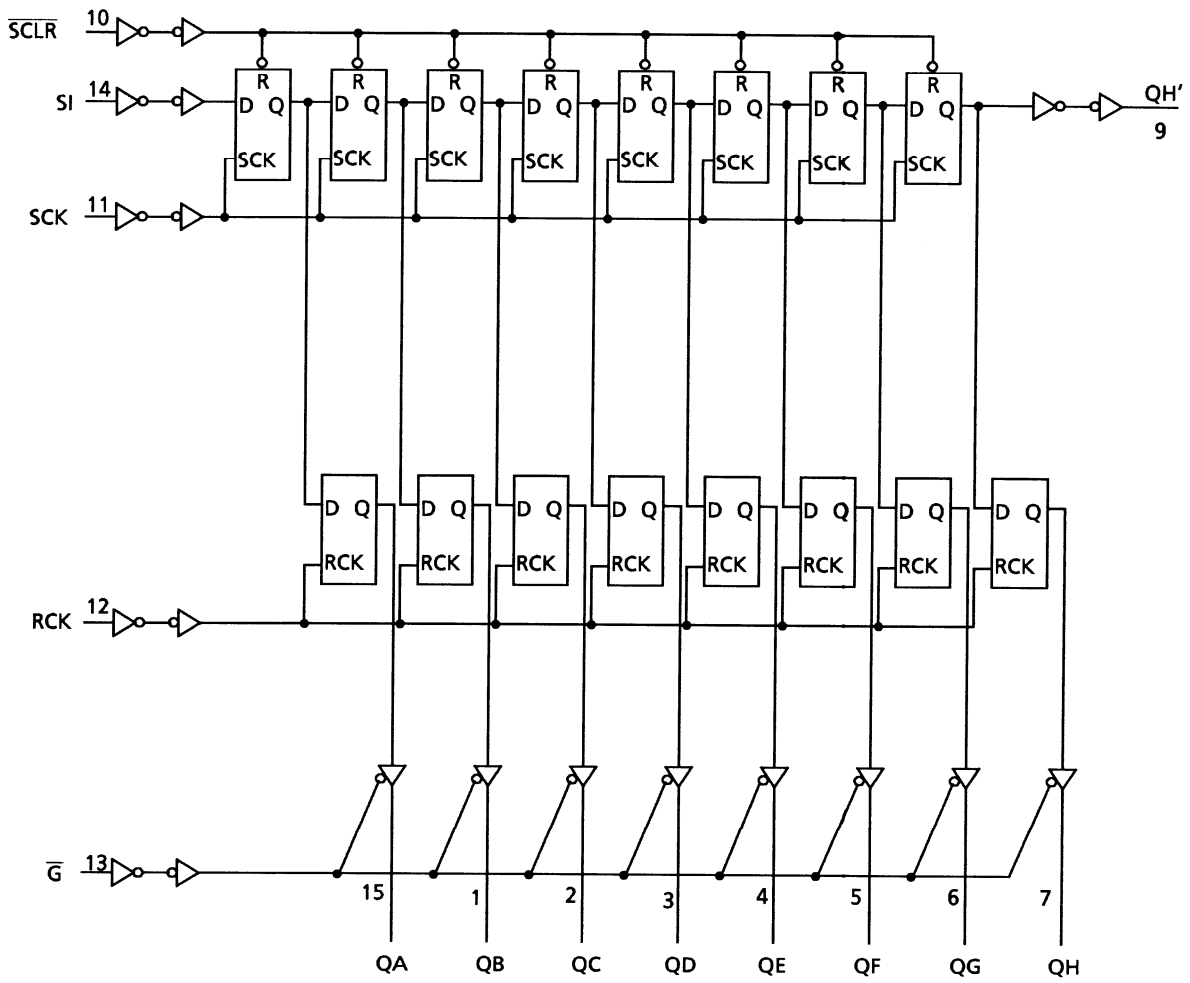 SCLR 10
R R R R R R R R
SI 14 D Q D Q D Q D Q D Q D Q D Q D Q QH' 9
SCK SCK SCK SCK SCK SCK SCK SCK
SCK 11
D Q D Q D Q D Q D Q D Q D Q D Q
RCK RCK RCK RCK RCK RCK RCK RCK
RCK 12
G 13
15 1 2 3 4 5 6 7
QA QB QC QD QE QF QG QH